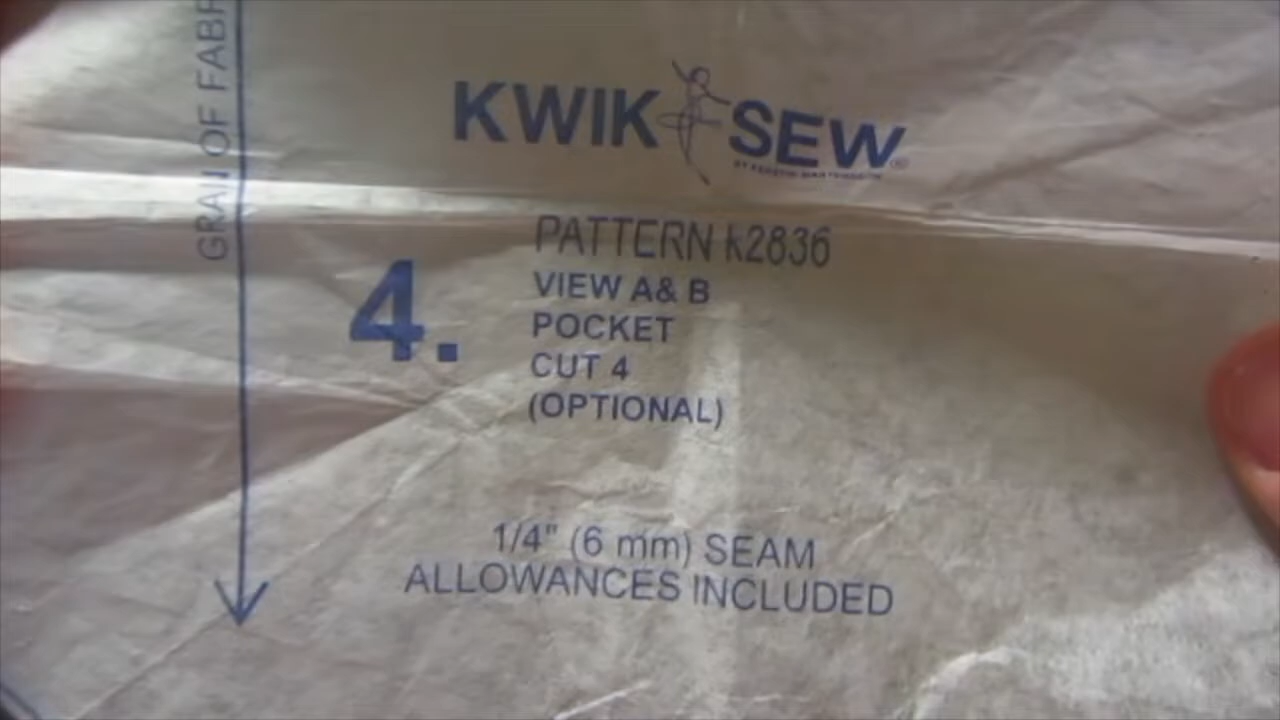 GRAIN OF FABR
KWIK SEW®
PATTERN k2836
4.
VIEW A& B
POCKET
CUT 4
(OPTIONAL)
1/4" (6 mm) SEAM
ALLOWANCES INCLUDED